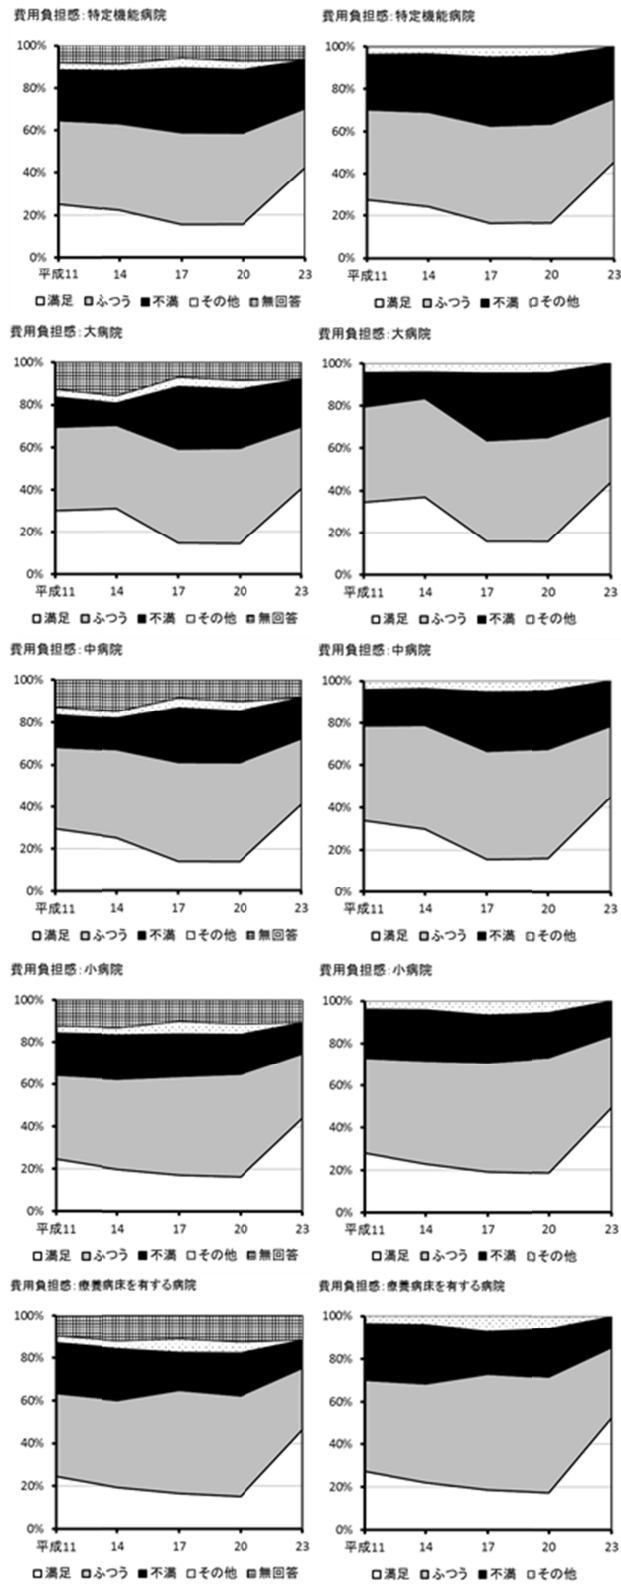 費用負担感：特定機能病院
100%
80%
60%
40%
20%
0%
平成11 14 17 20 23
□満足 □ふつう ■不満 □その他 ▦無回答
費用負担感：特定機能病院
100%
80%
60%
40%
20%
0%
平成11 14 17 20 23
□満足 □ふつう ■不満 □その他
費用負担感：大病院
100%
80%
60%
40%
20%
0%
平成11 14 17 20 23
□満足 □ふつう ■不満 □その他 ▦無回答
費用負担感：大病院
100%
80%
60%
40%
20%
0%
平成11 14 17 20 23
□満足 □ふつう ■不満 □その他
費用負担感：中病院
100%
80%
60%
40%
20%
0%
平成11 14 17 20 23
□満足 □ふつう ■不満 □その他 ▦無回答
費用負担感：中病院
100%
80%
60%
40%
20%
0%
平成11 14 17 20 23
□満足 □ふつう ■不満 □その他
費用負担感：小病院
100%
80%
60%
40%
20%
0%
平成11 14 17 20 23
□満足 □ふつう ■不満 □その他 ▦無回答
費用負担感：小病院
100%
80%
60%
40%
20%
0%
平成11 14 17 20 23
□満足 □ふつう ■不満 □その他
費用負担感：療養病床を有する病院
100%
80%
60%
40%
20%
0%
平成11 14 17 20 23
□満足 □ふつう ■不満 □その他 ▦無回答
費用負担感：療養病床を有する病院
100%
80%
60%
40%
20%
0%
平成11 14 17 20 23
□満足 □ふつう ■不満 □その他